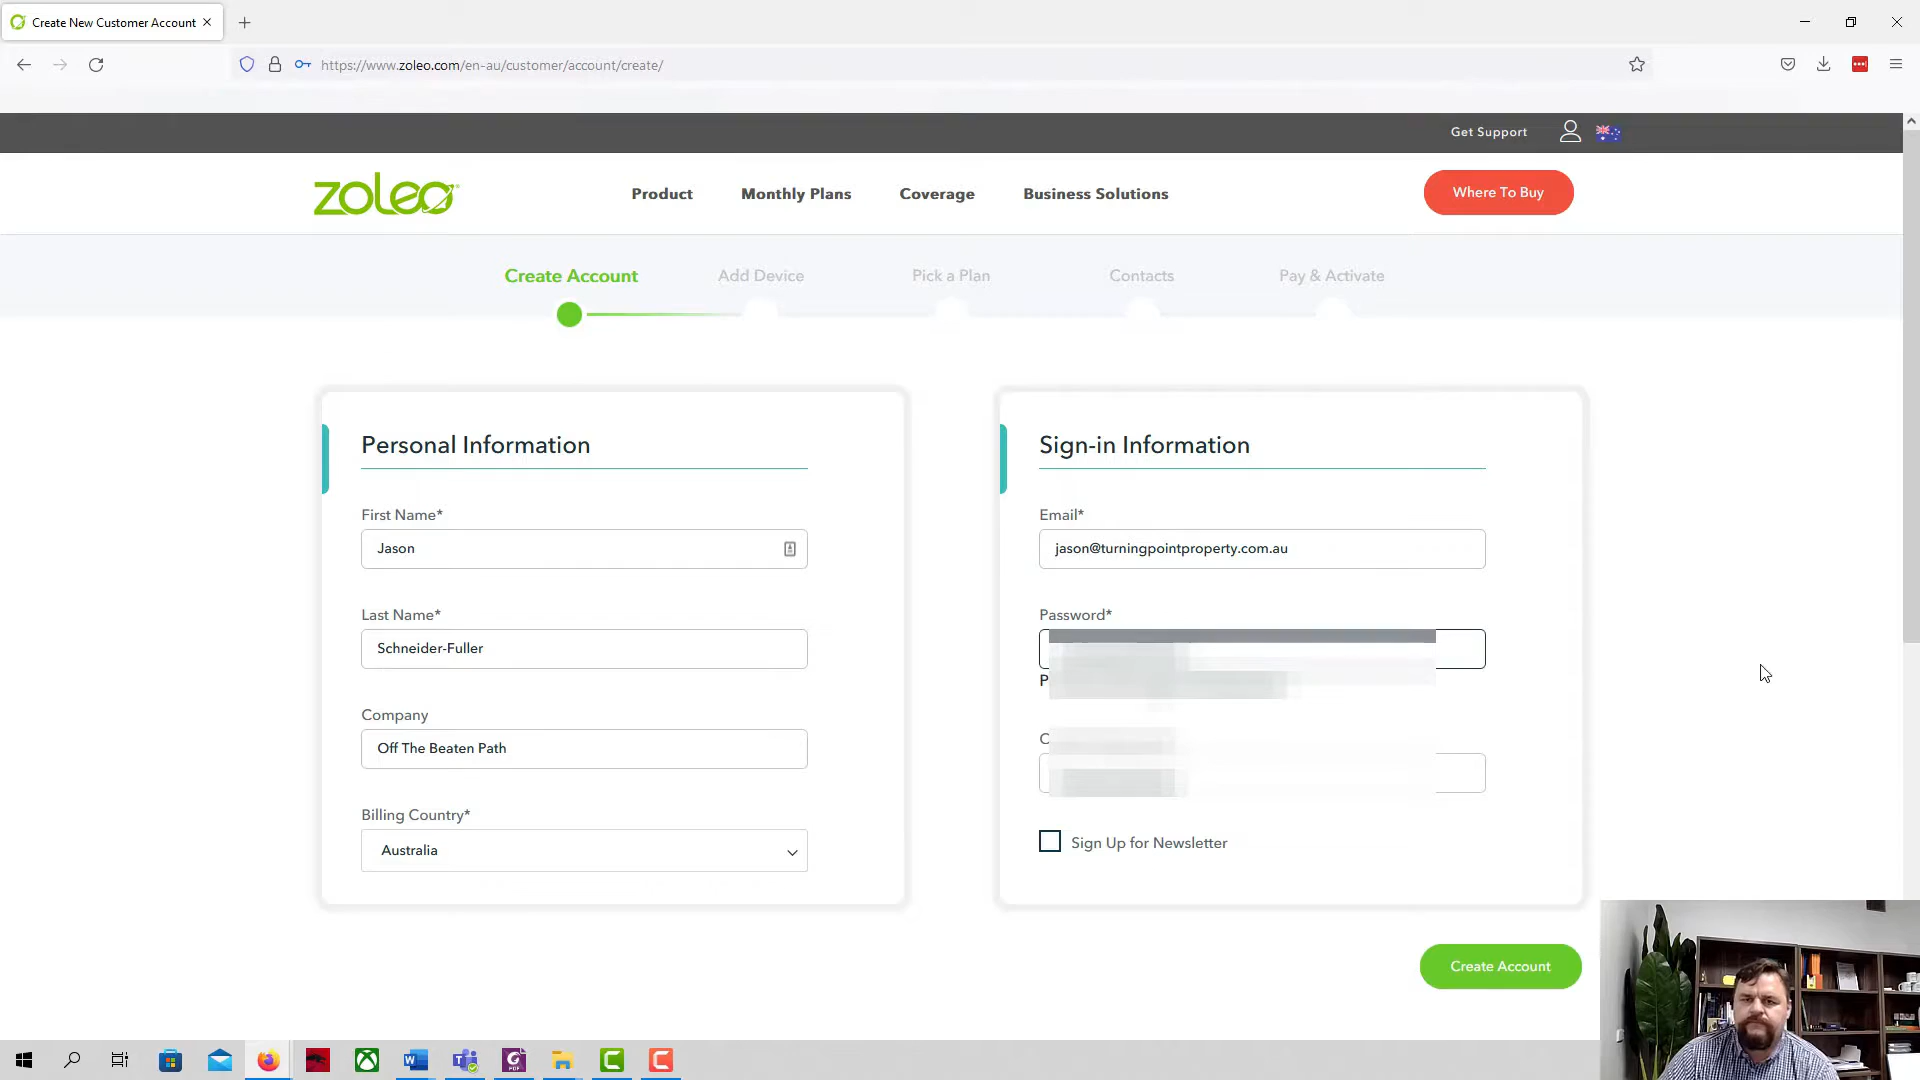 Create New Customer Account
https://www.zoleo.com/en-au/customer/account/create/
Get Support
zoleo
Product
Monthly Plans
Coverage
Business Solutions
Where To Buy
Create Account
Add Device
Pick a Plan
Contacts
Pay & Activate
Personal Information
First Name*
Jason
Last Name*
Schneider-Fuller
Company
Off The Beaten Path
Billing Country*
Australia
Sign-in Information
Email*
jason@turningpointproperty.com.au
Password*
P
C
Sign Up for Newsletter
Create Account